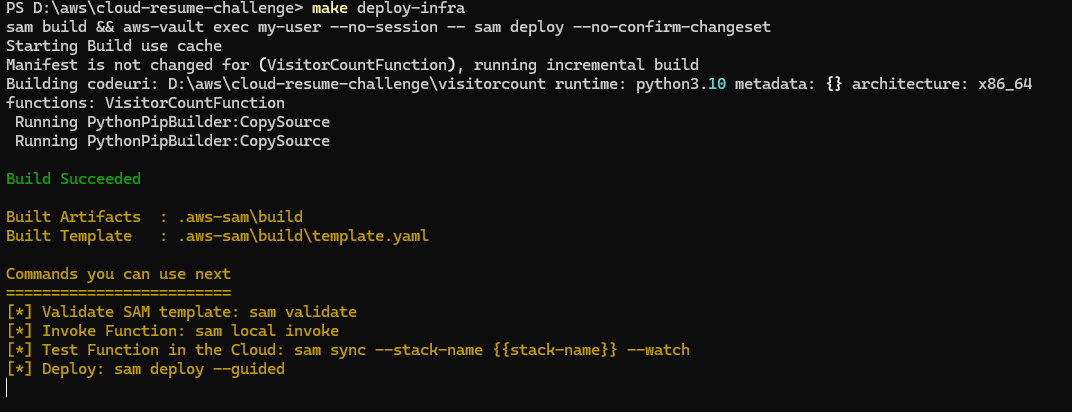 PS D:\aws\cloud-resume-challenge> make deploy-infra
sam build && aws-vault exec my-user --no-session -- sam deploy --no-confirm-changeset
Starting Build use cache
Manifest is not changed for (VisitorCountFunction), running incremental build
Building codeuri: D:\aws\cloud-resume-challenge\visitorcount runtime: python3.10 metadata: {} architecture: x86_64
functions: VisitorCountFunction
 Running PythonPipBuilder:CopySource
 Running PythonPipBuilder:CopySource
Build Succeeded
Built Artifacts  : .aws-sam\build
Built Template   : .aws-sam\build\template.yaml
Commands you can use next
=========================
[*] Validate SAM template: sam validate
[*] Invoke Function: sam local invoke
[*] Test Function in the Cloud: sam sync --stack-name {{stack-name}} --watch
[*] Deploy: sam deploy --guided